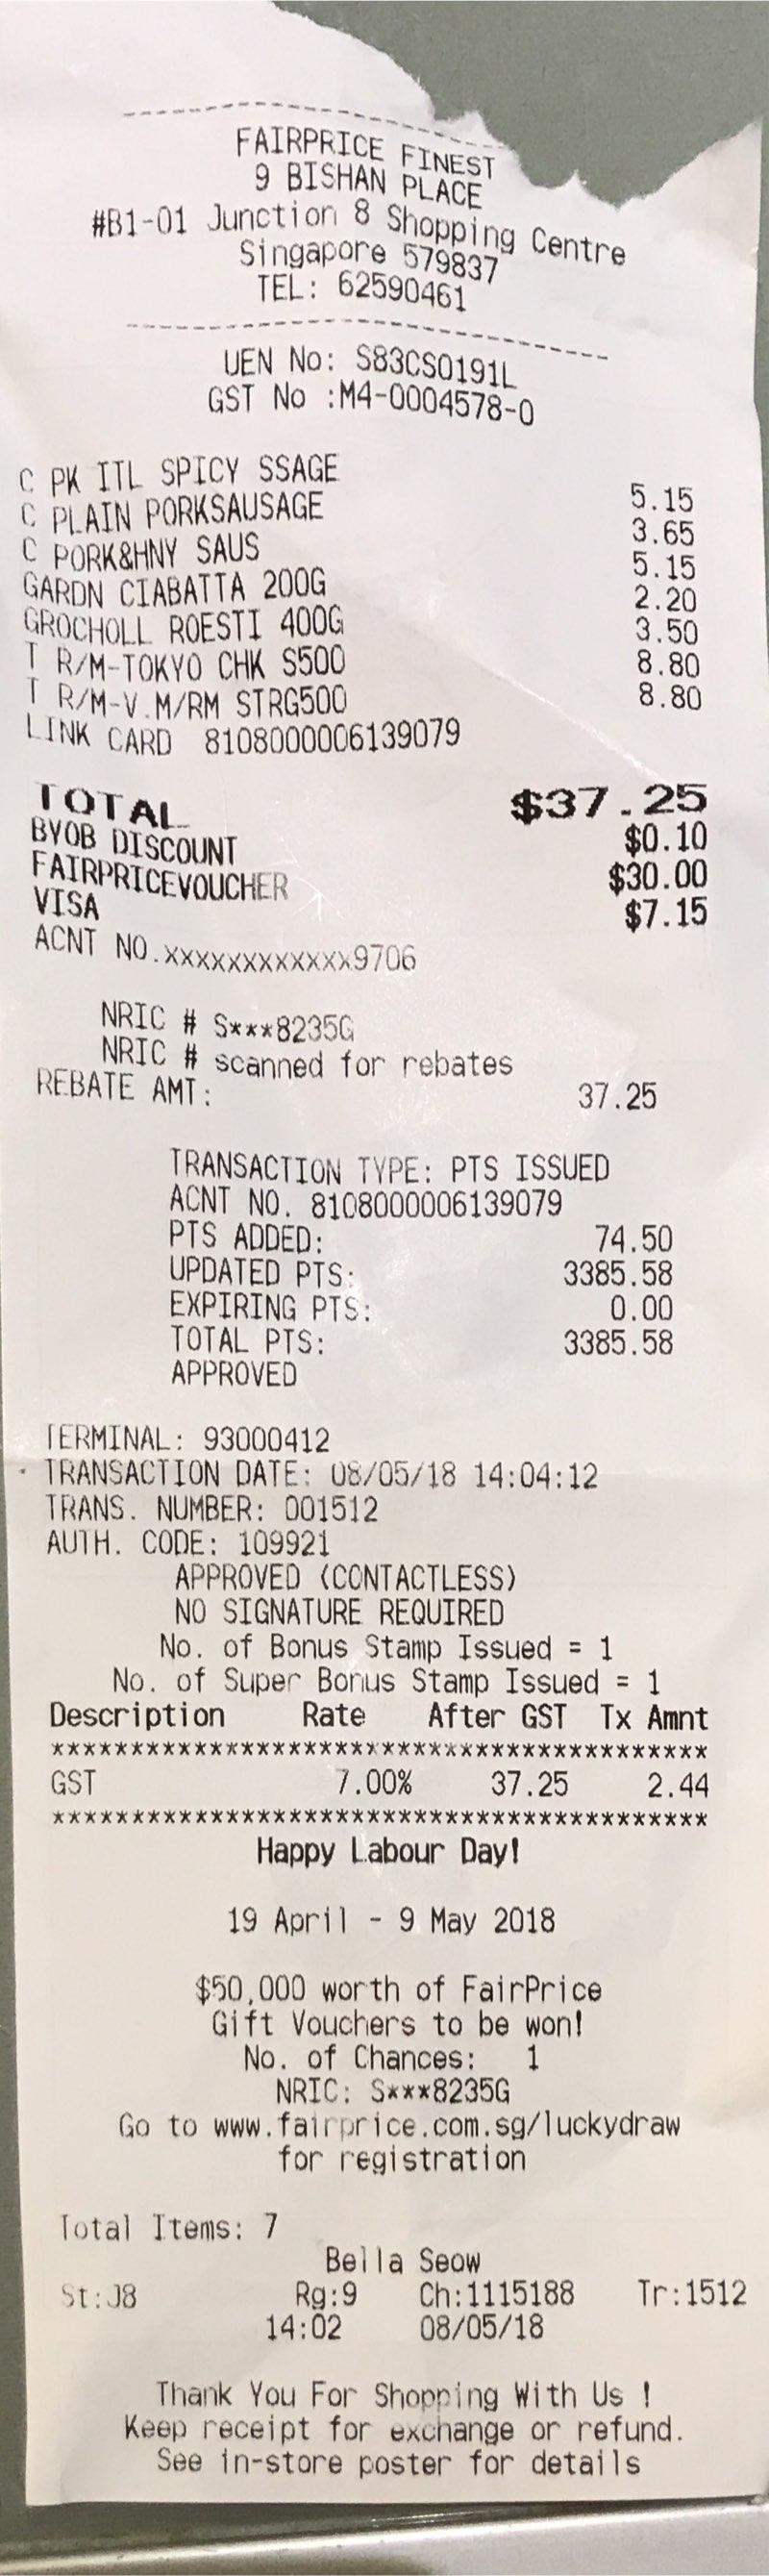 FAIRPRICE FINEST
9 BISHAN PLACE
#B1-01 Junction 8 Shopping Centre
Singapore 579837
TEL: 62590461
UEN No: S83CS0191L
GST No :M4-0004578-0
C PK ITL SPICY SSAGE 5.15
C PLAIN PORKSAUSAGE 3.65
C PORK&HNY SAUS 5.15
GARDN CIABATTA 200G 2.20
GROCHOLL ROESTI 400G 3.50
T R/M-TOKYO CHK S500 8.80
T R/M-V.M/RM STRG500 8.80
LINK CARD 8108000006139079
TOTAL $37.25
BYOB DISCOUNT $0.10
FAIRPRICEVOUCHER $30.00
VISA $7.15
ACNT NO.xxxxxxxxxxxx9706
NRIC # S***8235G
NRIC # scanned for rebates
REBATE AMT: 37.25
TRANSACTION TYPE: PTS ISSUED
ACNT NO. 8108000006139079
PTS ADDED: 74.50
UPDATED PTS: 3385.58
EXPIRING PTS: 0.00
TOTAL PTS: 3385.58
APPROVED
TERMINAL: 93000412
TRANSACTION DATE: 08/05/18 14:04:12
TRANS. NUMBER: 001512
AUTH. CODE: 109921
APPROVED (CONTACTLESS)
NO SIGNATURE REQUIRED
No. of Bonus Stamp Issued = 1
No. of Super Bonus Stamp Issued = 1
Description Rate After GST Tx Amnt
******************************************
GST 7.00% 37.25 2.44
******************************************
Happy Labour Day!
19 April - 9 May 2018
$50,000 worth of FairPrice
Gift Vouchers to be won!
No. of Chances: 1
NRIC: S***8235G
Go to www.fairprice.com.sg/luckydraw
for registration
Total Items: 7
Bella Seow
St:J8 Rg:9 Ch:1115188 Tr:1512
14:02 08/05/18
Thank You For Shopping With Us !
Keep receipt for exchange or refund.
See in-store poster for details